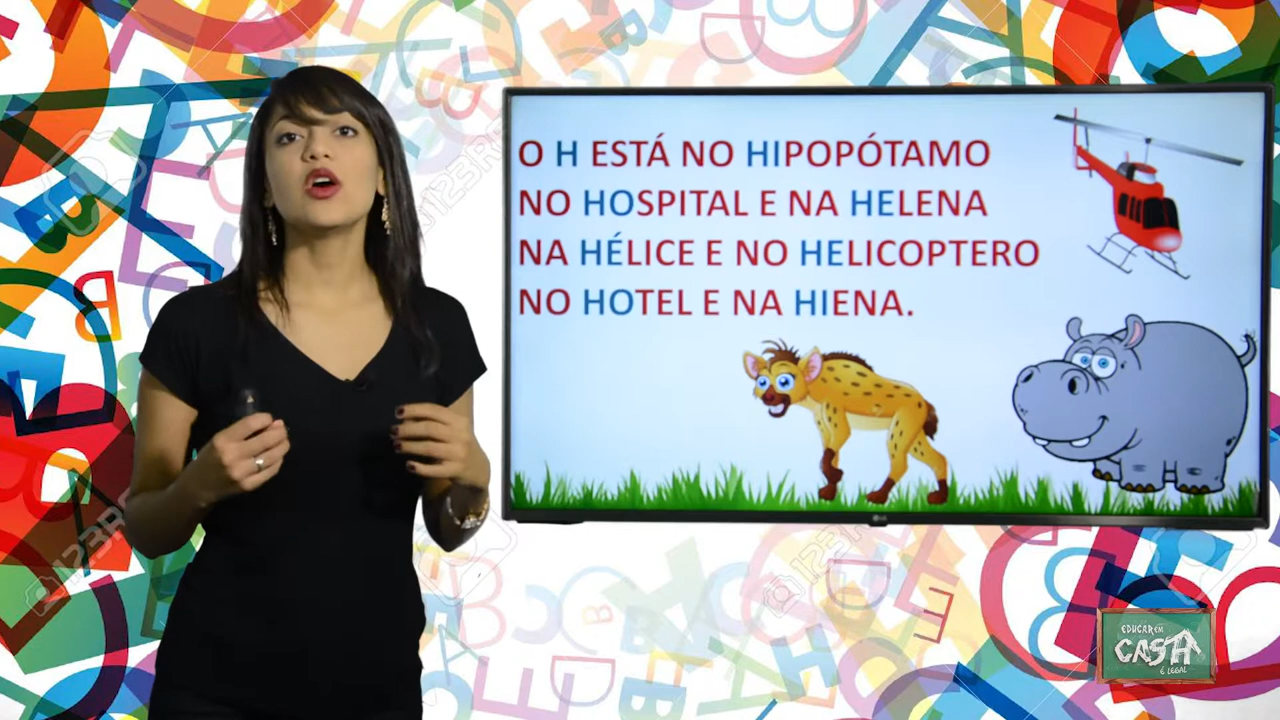 O H ESTÁ NO HIPOPÓTAMO
NO HOSPITAL E NA HELENA
NA HÉLICE E NO HELICOPTERO
NO HOTEL E NA HIENA.
LG
EDUCAR EM
CASA
É LEGAL